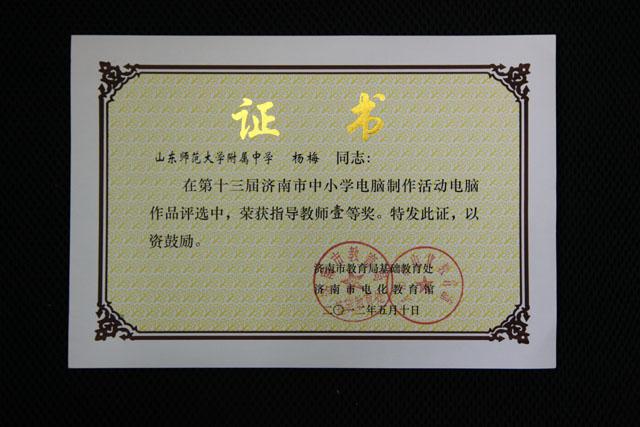 证书
山东师范大学附属中学 杨梅 同志：
在第十三届济南市中小学电脑制作活动电脑
作品评选中，荣获指导教师壹等奖。特发此证，以
资鼓励。
济南市教育局基础教育处
济南市电化教育馆
二〇一二年五月十日